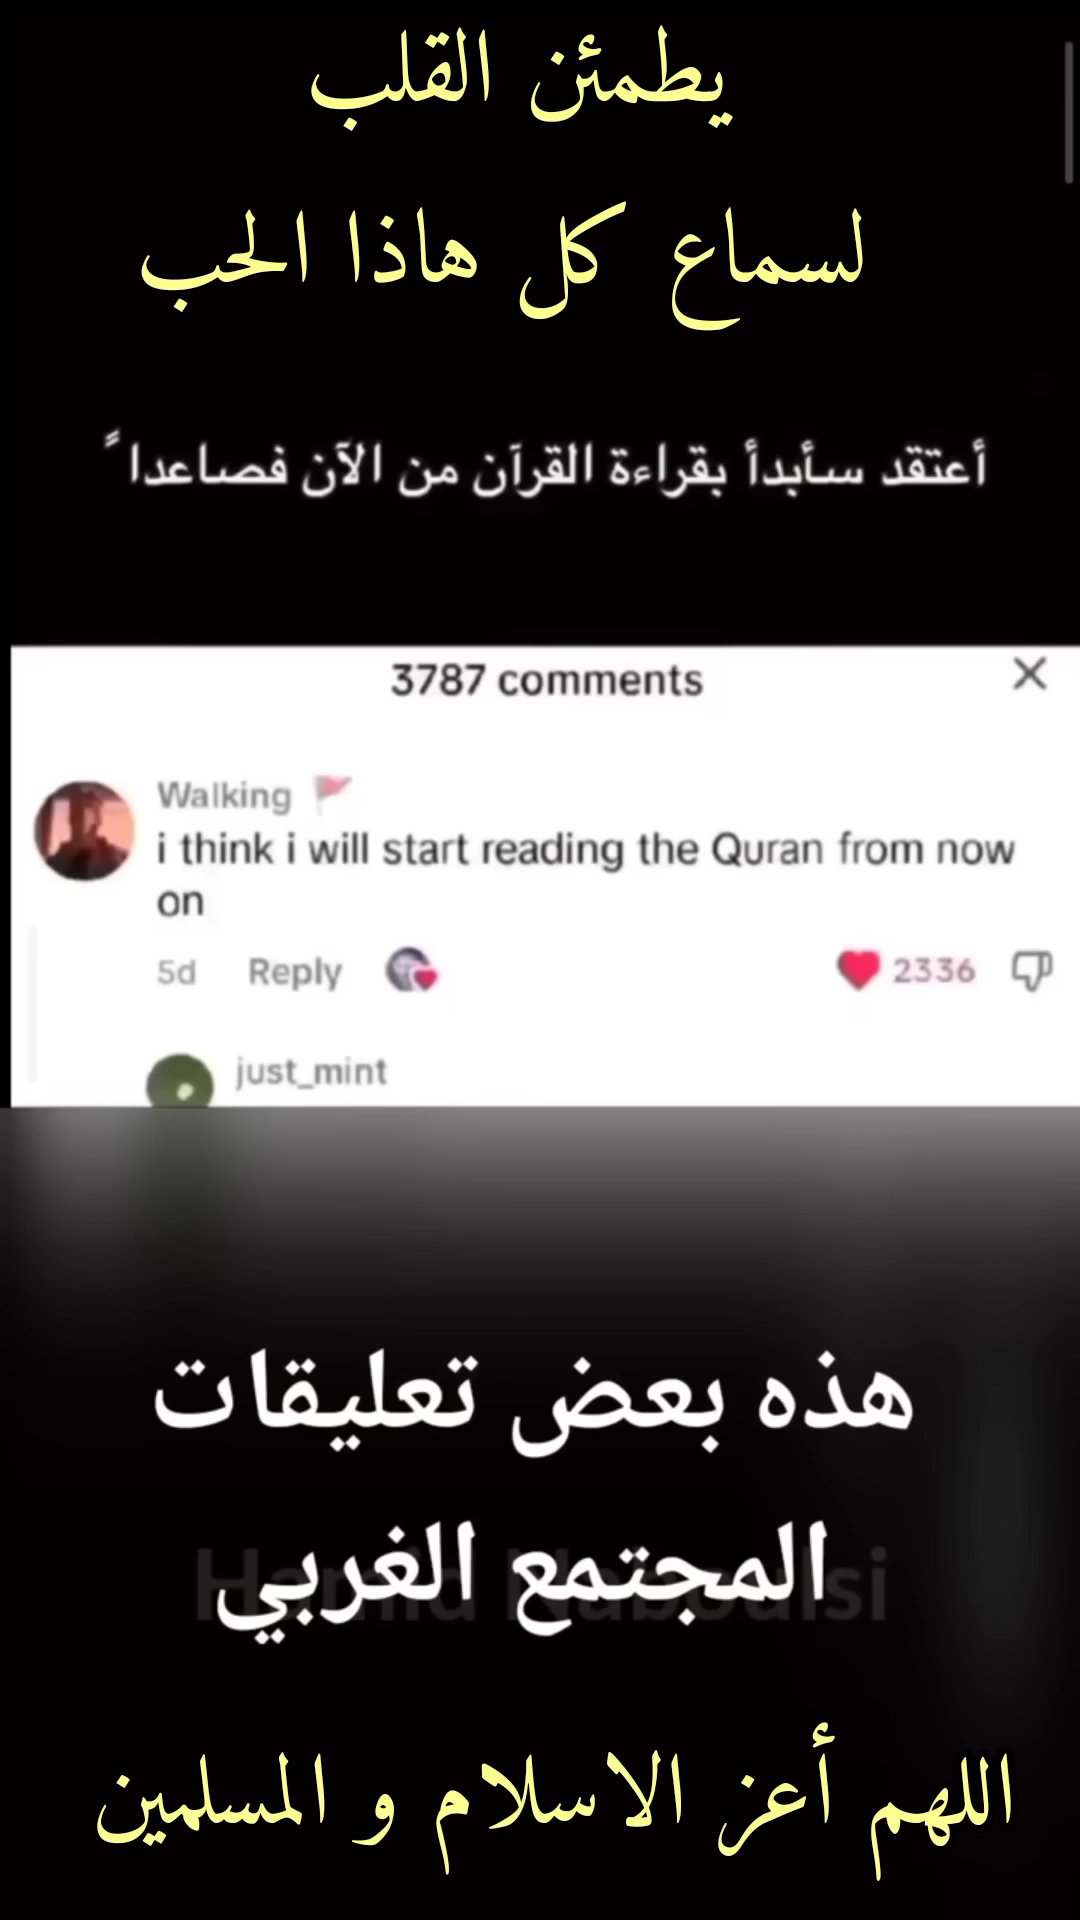 يطمئن القلب
لسماع كل هاذا الحب
أعتقد سأبدأ بقراءة القرآن من الآن فصاعدا ً
3787 comments
Walking 🚩
i think i will start reading the Quran from now
on
5d Reply 2336
just_mint
هذه بعض تعليقات
المجتمع الغربي
Hamid Naboulsi
اللهم أعز الاسلام و المسلمين